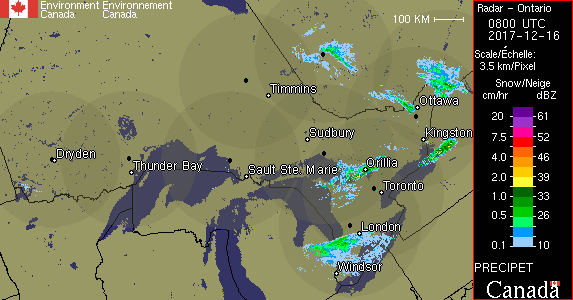 Environment Environnement
Canada Canada
100 KM
Timmins
Ottawa
Kingston
Sudbury
Dryden
Thunder Bay
Sault Ste. Marie
Orillia
Toronto
London
Windsor
Radar - Ontario
0800 UTC
2017-12-16
Scale/Échelle:
3.5 km/Pixel
Snow/Neige
cm/hr dBZ
20 61
7.5 52
4.0 46
2.0 39
1.0 33
0.5 26
0.1 10
PRECIPET
Canada